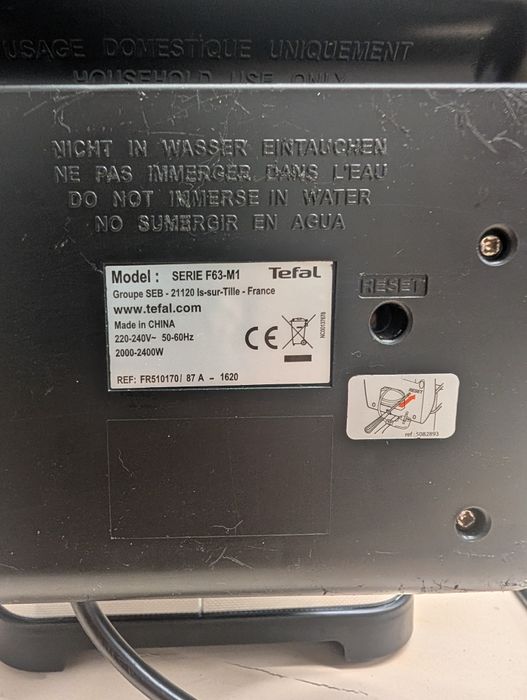 USAGE DOMESTIQUE UNIQUEMENT
HOUSEHOLD USE ONLY
NICHT IN WASSER EINTAUCHEN
NE PAS IMMERGER DANS L'EAU
DO NOT IMMERSE IN WATER
NO SUMERGIR EN AGUA
Model : SERIE F63-M1 Tefal
Groupe SEB - 21120 Is-sur-Tille - France
www.tefal.com
Made in CHINA
220-240V~ 50-60Hz
2000-2400W
CE
REF: FR510170/ 87 A - 1620
RESET
RESET
ref.:5082893